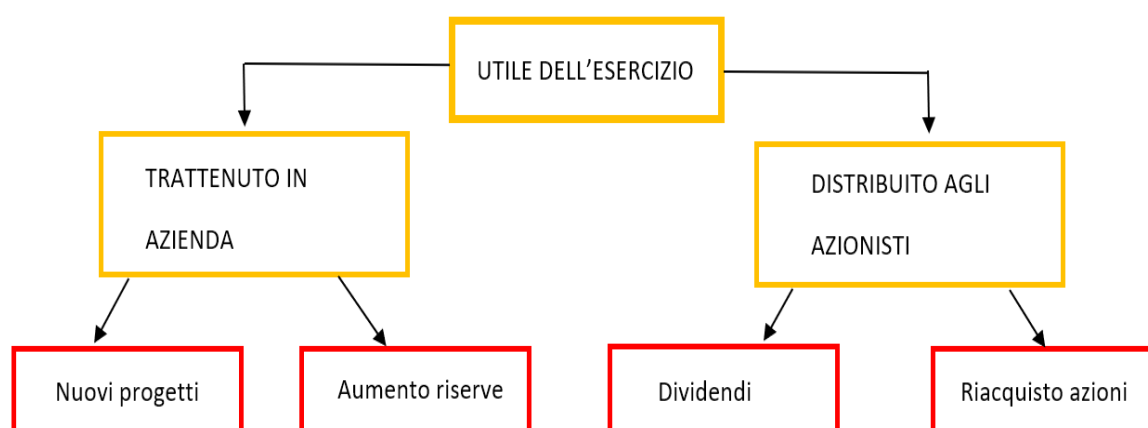 UTILE DELL’ESERCIZIO
TRATTENUTO IN
AZIENDA
DISTRIBUITO AGLI
AZIONISTI
Nuovi progetti
Aumento riserve
Dividendi
Riacquisto azioni